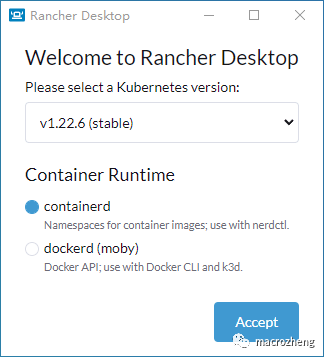 Rancher Desktop
Welcome to Rancher Desktop
Please select a Kubernetes version:
v1.22.6 (stable)
Container Runtime
containerd
Namespaces for container images; use with nerdctl.
dockerd (moby)
Docker API; use with Docker CLI and k3d.
Accept
macrozheng